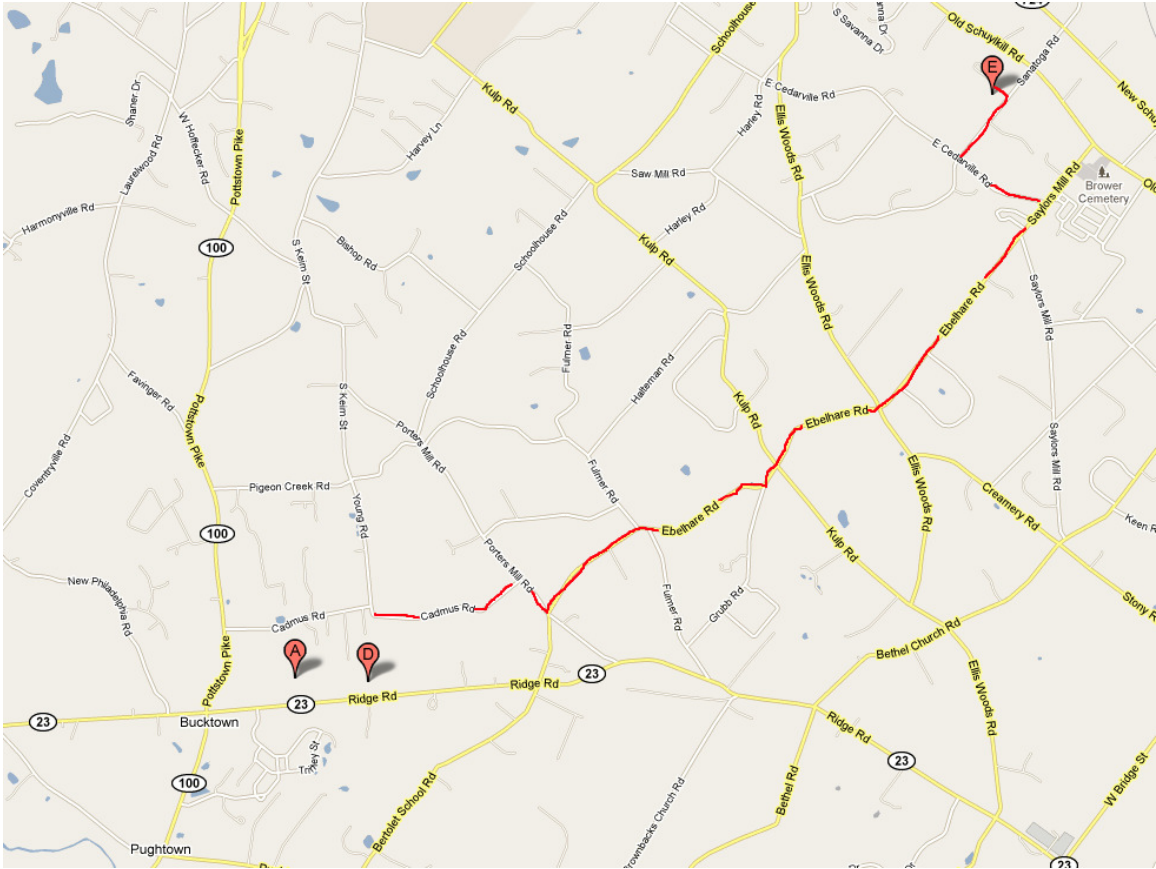 Old Schuylkill Rd
S Savanna Dr
Schoolhouse Rd
E
Sanatoga Rd
Shaner Dr
Kulp Rd
E Cedarville Rd
New Schuy
W Hoffecker Rd
Harley Rd
Ellis Woods Rd
Harvey Ln
Laurelwood Rd
Pottstown Pike
E Cedarville Rd
Saw Mill Rd
Brower
Cemetery
Old
Saylors Mill Rd
Harmonyville Rd
Harley Rd
Kulp Rd
100
S Keim St
Bishop Rd
Schoolhouse Rd
Ellis Woods Rd
Saylors Mill Rd
Ebelhare Rd
Fulmer Rd
Schoolhouse Rd
Halteman Rd
Favinger Rd
S Keim St
Kulp Rd
Pottstown Pike
Ebelhare Rd
Porters Mill Rd
Coventryville Rd
Saylors Mill Rd
Fulmer Rd
Pigeon Creek Rd
Ellis Woods Rd
Creamery Rd
Young Rd
Ebelhare Rd
Keen R
100
Kulp Rd
Porters Mill Rd
New Philadelphia Rd
Fulmer Rd
Grubb Rd
Stony R
Cadmus Rd
Cadmus Rd
Bethel Church Rd
A
D
Pottstown Pike
23
Ridge Rd
Ellis Woods Rd
23
Ridge Rd
23
Bucktown
Ridge Rd
23
100
Bertolet School Rd
Bethel Rd
W Bridge St
Brownbacks Church Rd
Pughtown
23